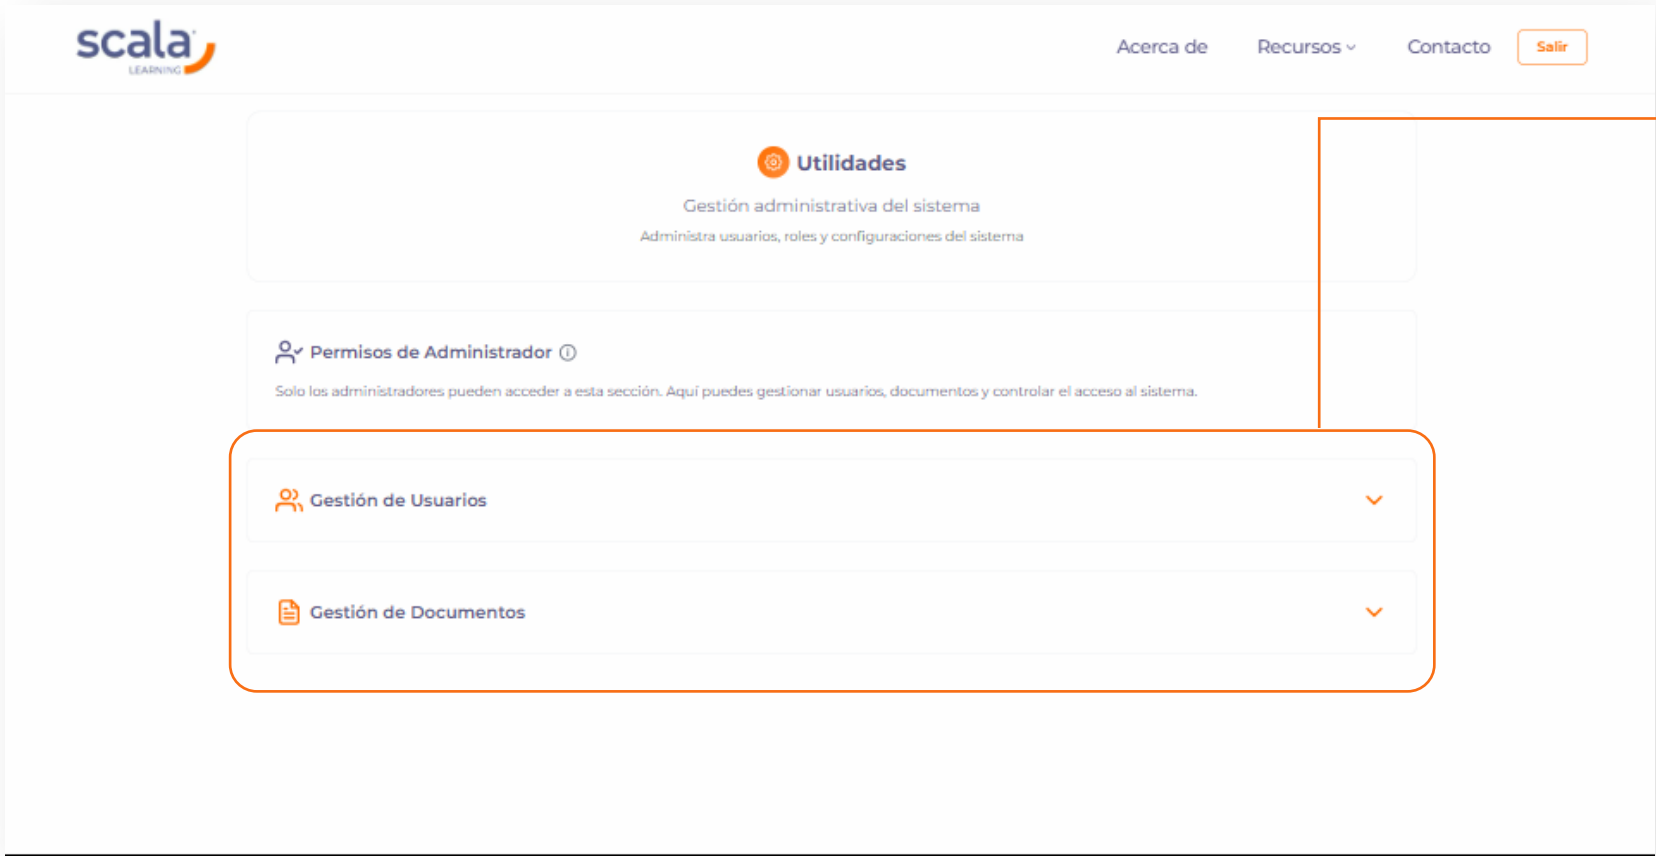 scala
LEARNING
Acerca de
Recursos
Contacto
Salir
Utilidades
Gestión administrativa del sistema
Administra usuarios, roles y configuraciones del sistema
Permisos de Administrador
Solo los administradores pueden acceder a esta sección. Aquí puedes gestionar usuarios, documentos y controlar el acceso al sistema.
Gestión de Usuarios
Gestión de Documentos